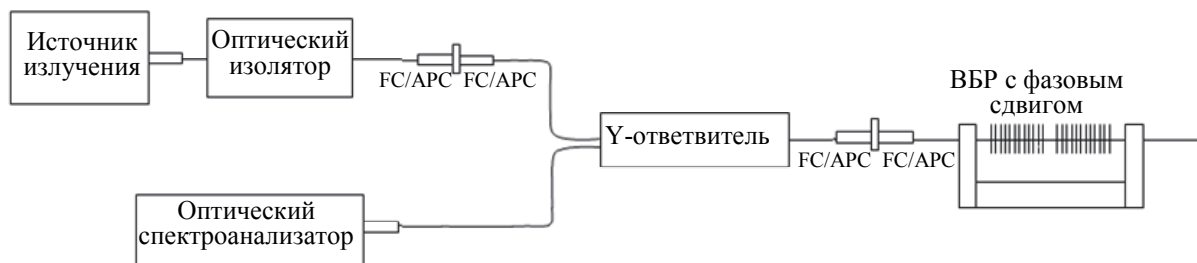 Источник
излучения
Оптический
изолятор
FC/APC FC/APC
ВБР с фазовым
сдвигом
Y-ответвитель
FC/APC FC/APC
Оптический
спектроанализатор